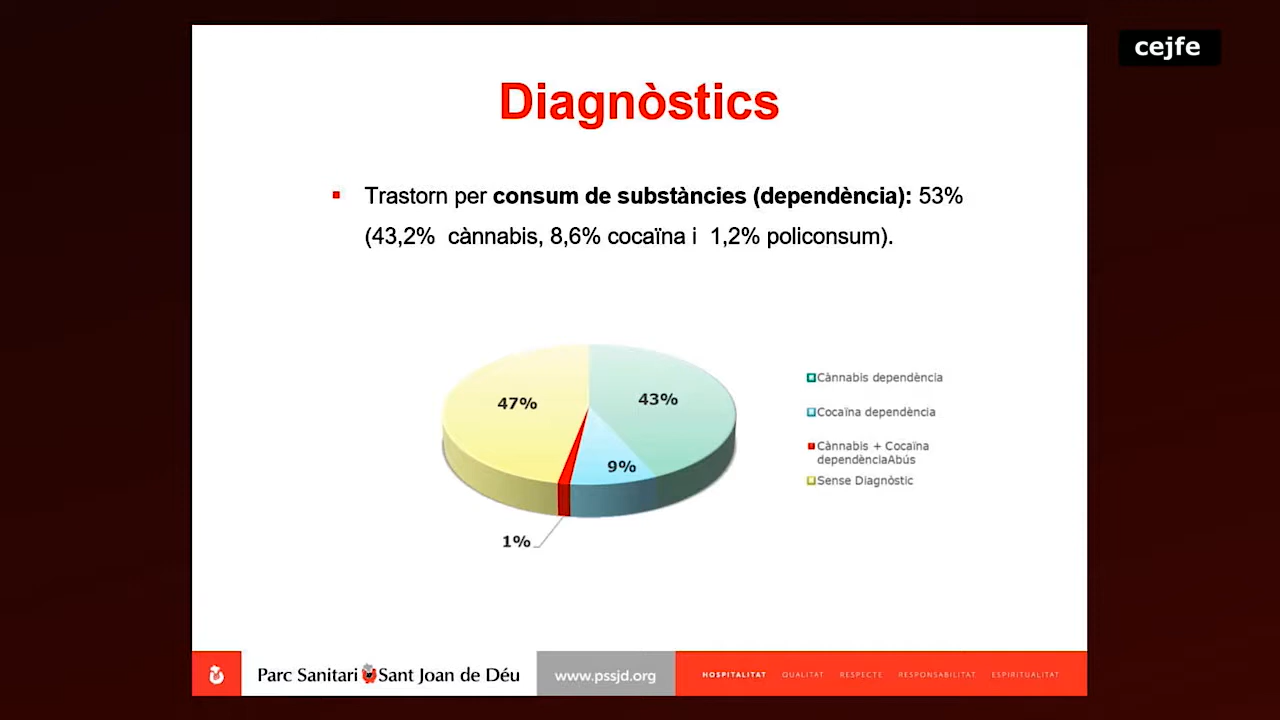 cejfe
Diagnòstics
Trastorn per consum de substàncies (dependència): 53%
(43,2% cànnabis, 8,6% cocaïna i 1,2% policonsum).
47%
43%
9%
1%
Cànnabis dependència
Cocaïna dependència
Cànnabis + Cocaïna
dependènciaAbús
Sense Diagnòstic
Parc Sanitari Sant Joan de Déu
www.pssjd.org
HOSPITALITAT QUALITAT RESPECTE RESPONSABILITAT ESPIRITUALITAT